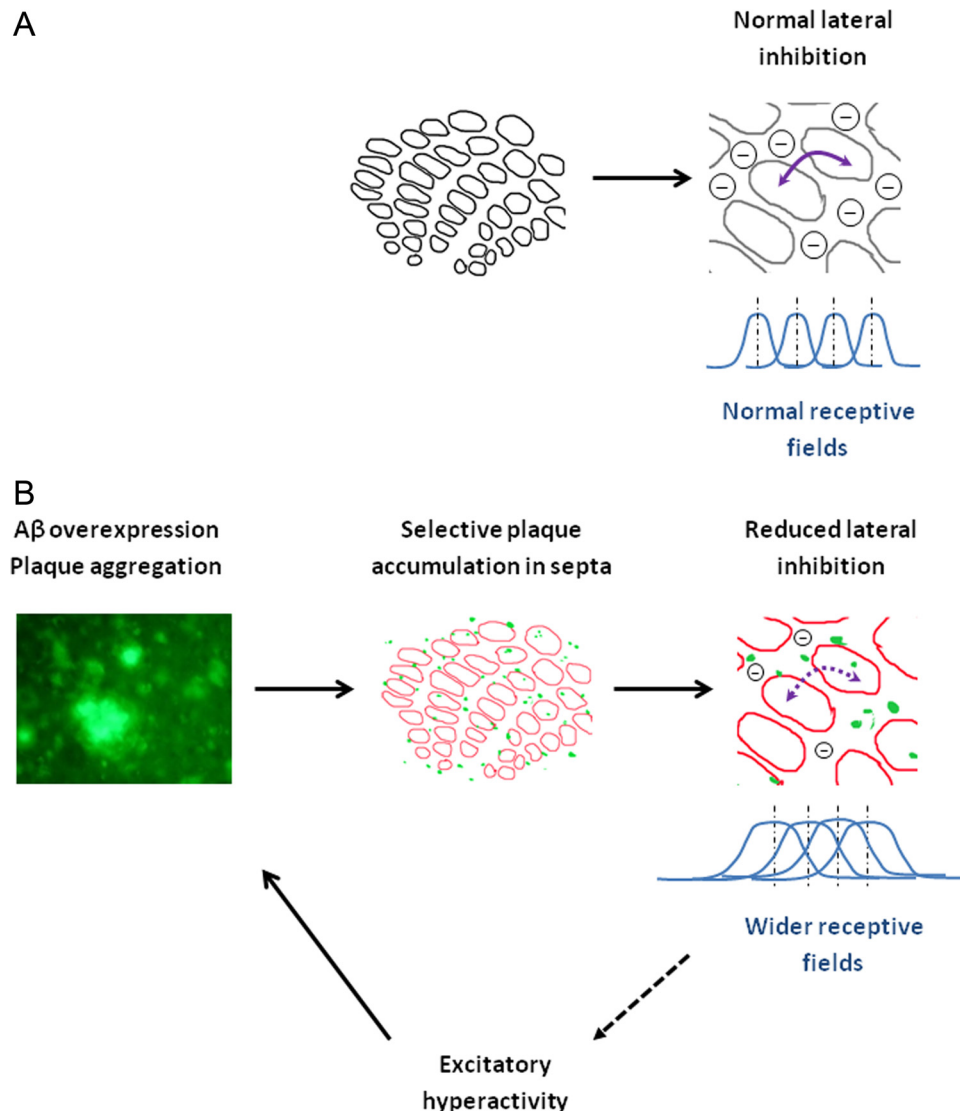 A
Normal lateral
inhibition
Normal receptive
fields
B
Aβ overexpression
Plaque aggregation
Selective plaque
accumulation in septa
Reduced lateral
inhibition
Wider receptive
fields
Excitatory
hyperactivity